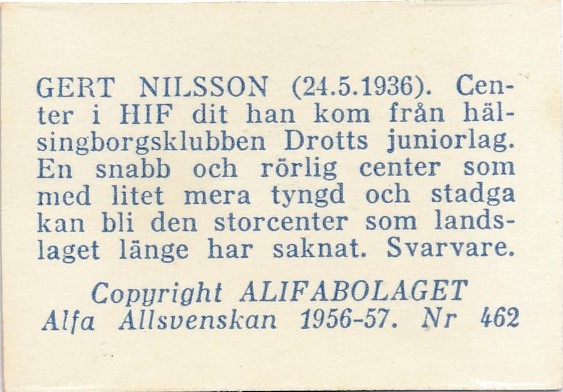 GERT NILSSON (24.5.1936). Cen-
ter i HIF dit han kom från häl-
singborgsklubben Drotts juniorlag.
En snabb och rörlig center som
med litet mera tyngd och stadga
kan bli den storcenter som lands-
laget länge har saknat. Svarvare.
Copyright ALIFABOLAGET
Alfa Allsvenskan 1956-57. Nr 462